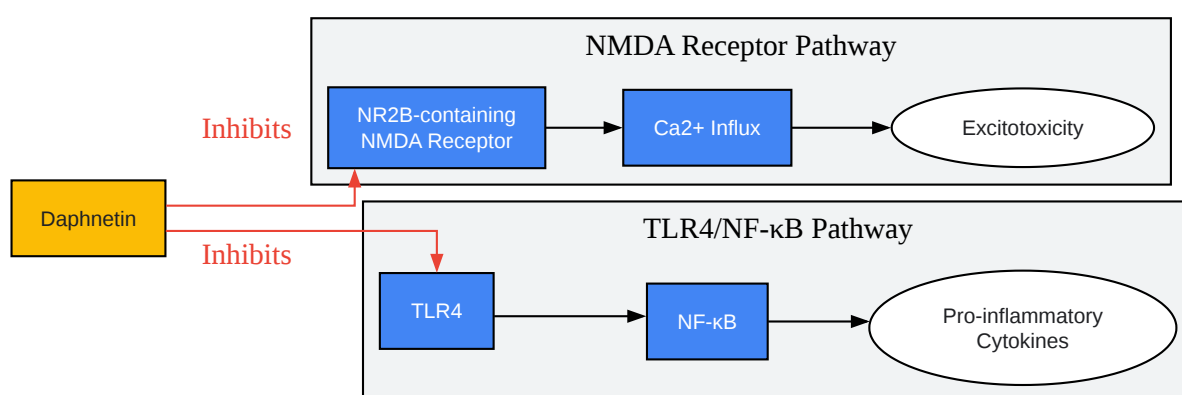 NMDA Receptor Pathway
Inhibits
NR2B-containing
NMDA Receptor
Ca2+ Influx
Excitotoxicity
Daphnetin
Inhibits
TLR4/NF-κB Pathway
TLR4
NF-κB
Pro-inflammatory
Cytokines